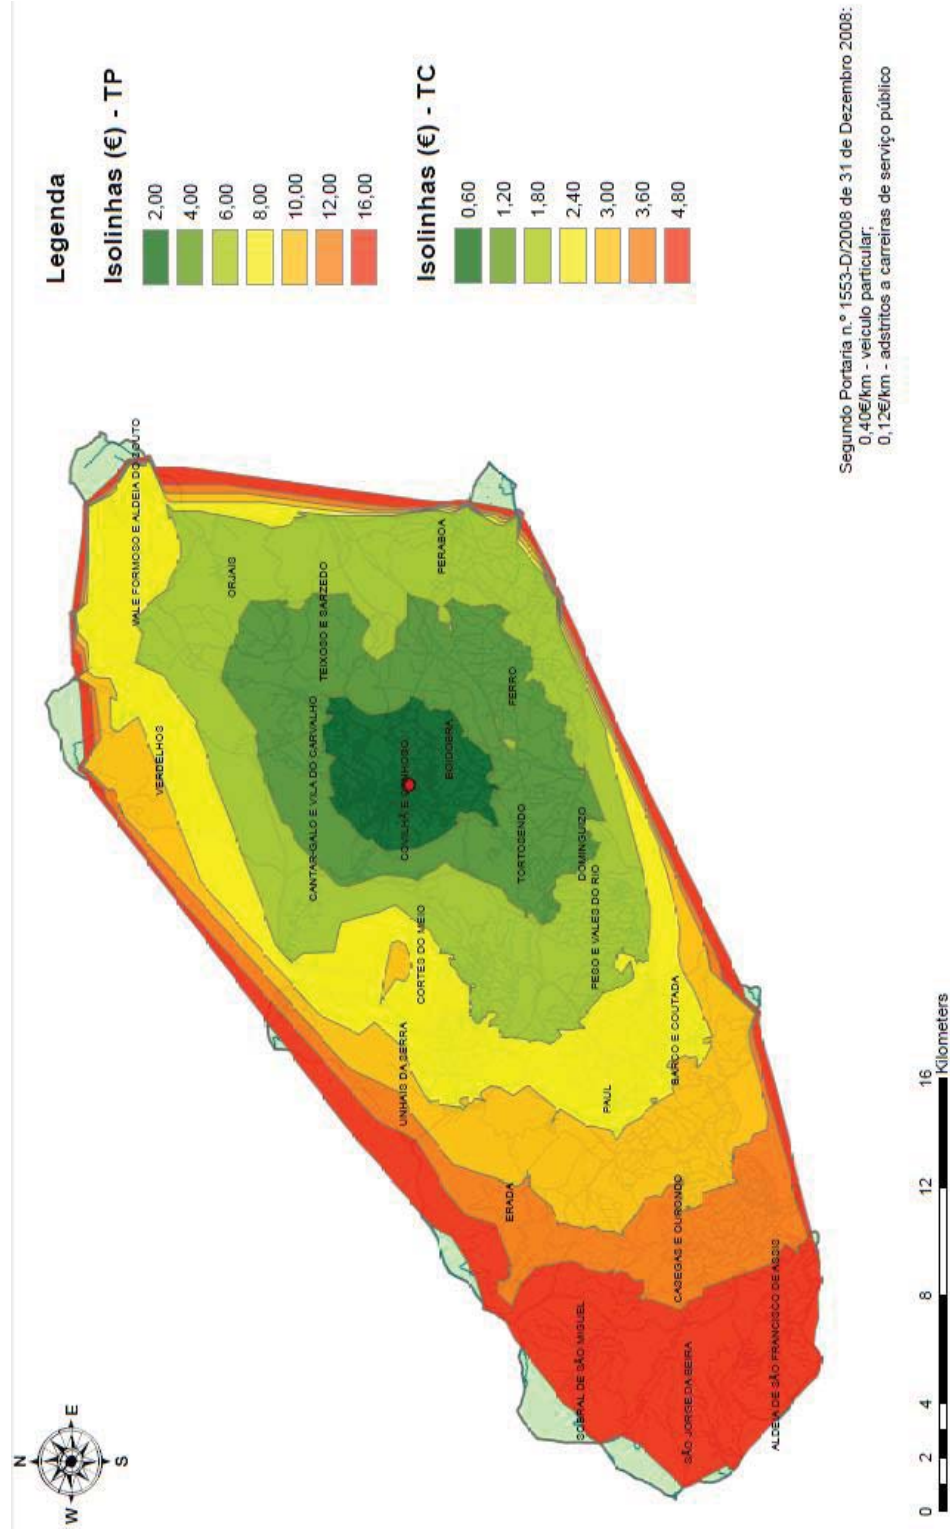 N
W
E
S
Legenda
Isolinhas (€) - TP
2,00
4,00
6,00
8,00
10,00
12,00
16,00
Isolinhas (€) - TC
0,60
1,20
1,80
2,40
3,00
3,60
4,80
VALE FORMOSO E ALDEIA DO SOUTO
VERDELHOS
ORJAIS
CANTAR-GALO E VILA DO CARVALHO
TEIXOSO E SARZEDO
UNHAIS DA SERRA
CORTES DO MEIO
COVILHÃ E CANHOSO
BOIDOBRA
PERABOA
ERADA
TORTOSENDO
FERRO
SOBRAL DE SÃO MIGUEL
PAUL
PESO E VALES DO RIO
DOMINGUIZO
SÃO JORGE DA BEIRA
CASEGAS E OURONDO
BARCO E COUTADA
ALDEIA DE SÃO FRANCISCO DE ASSIS
Segundo Portaria n.º 1553-D/2008 de 31 de Dezembro 2008:
0,40€/km - veiculo particular;
0,12€/km - adstritos a carreiras de serviço público
0 2 4 8 12 16
Kilometers